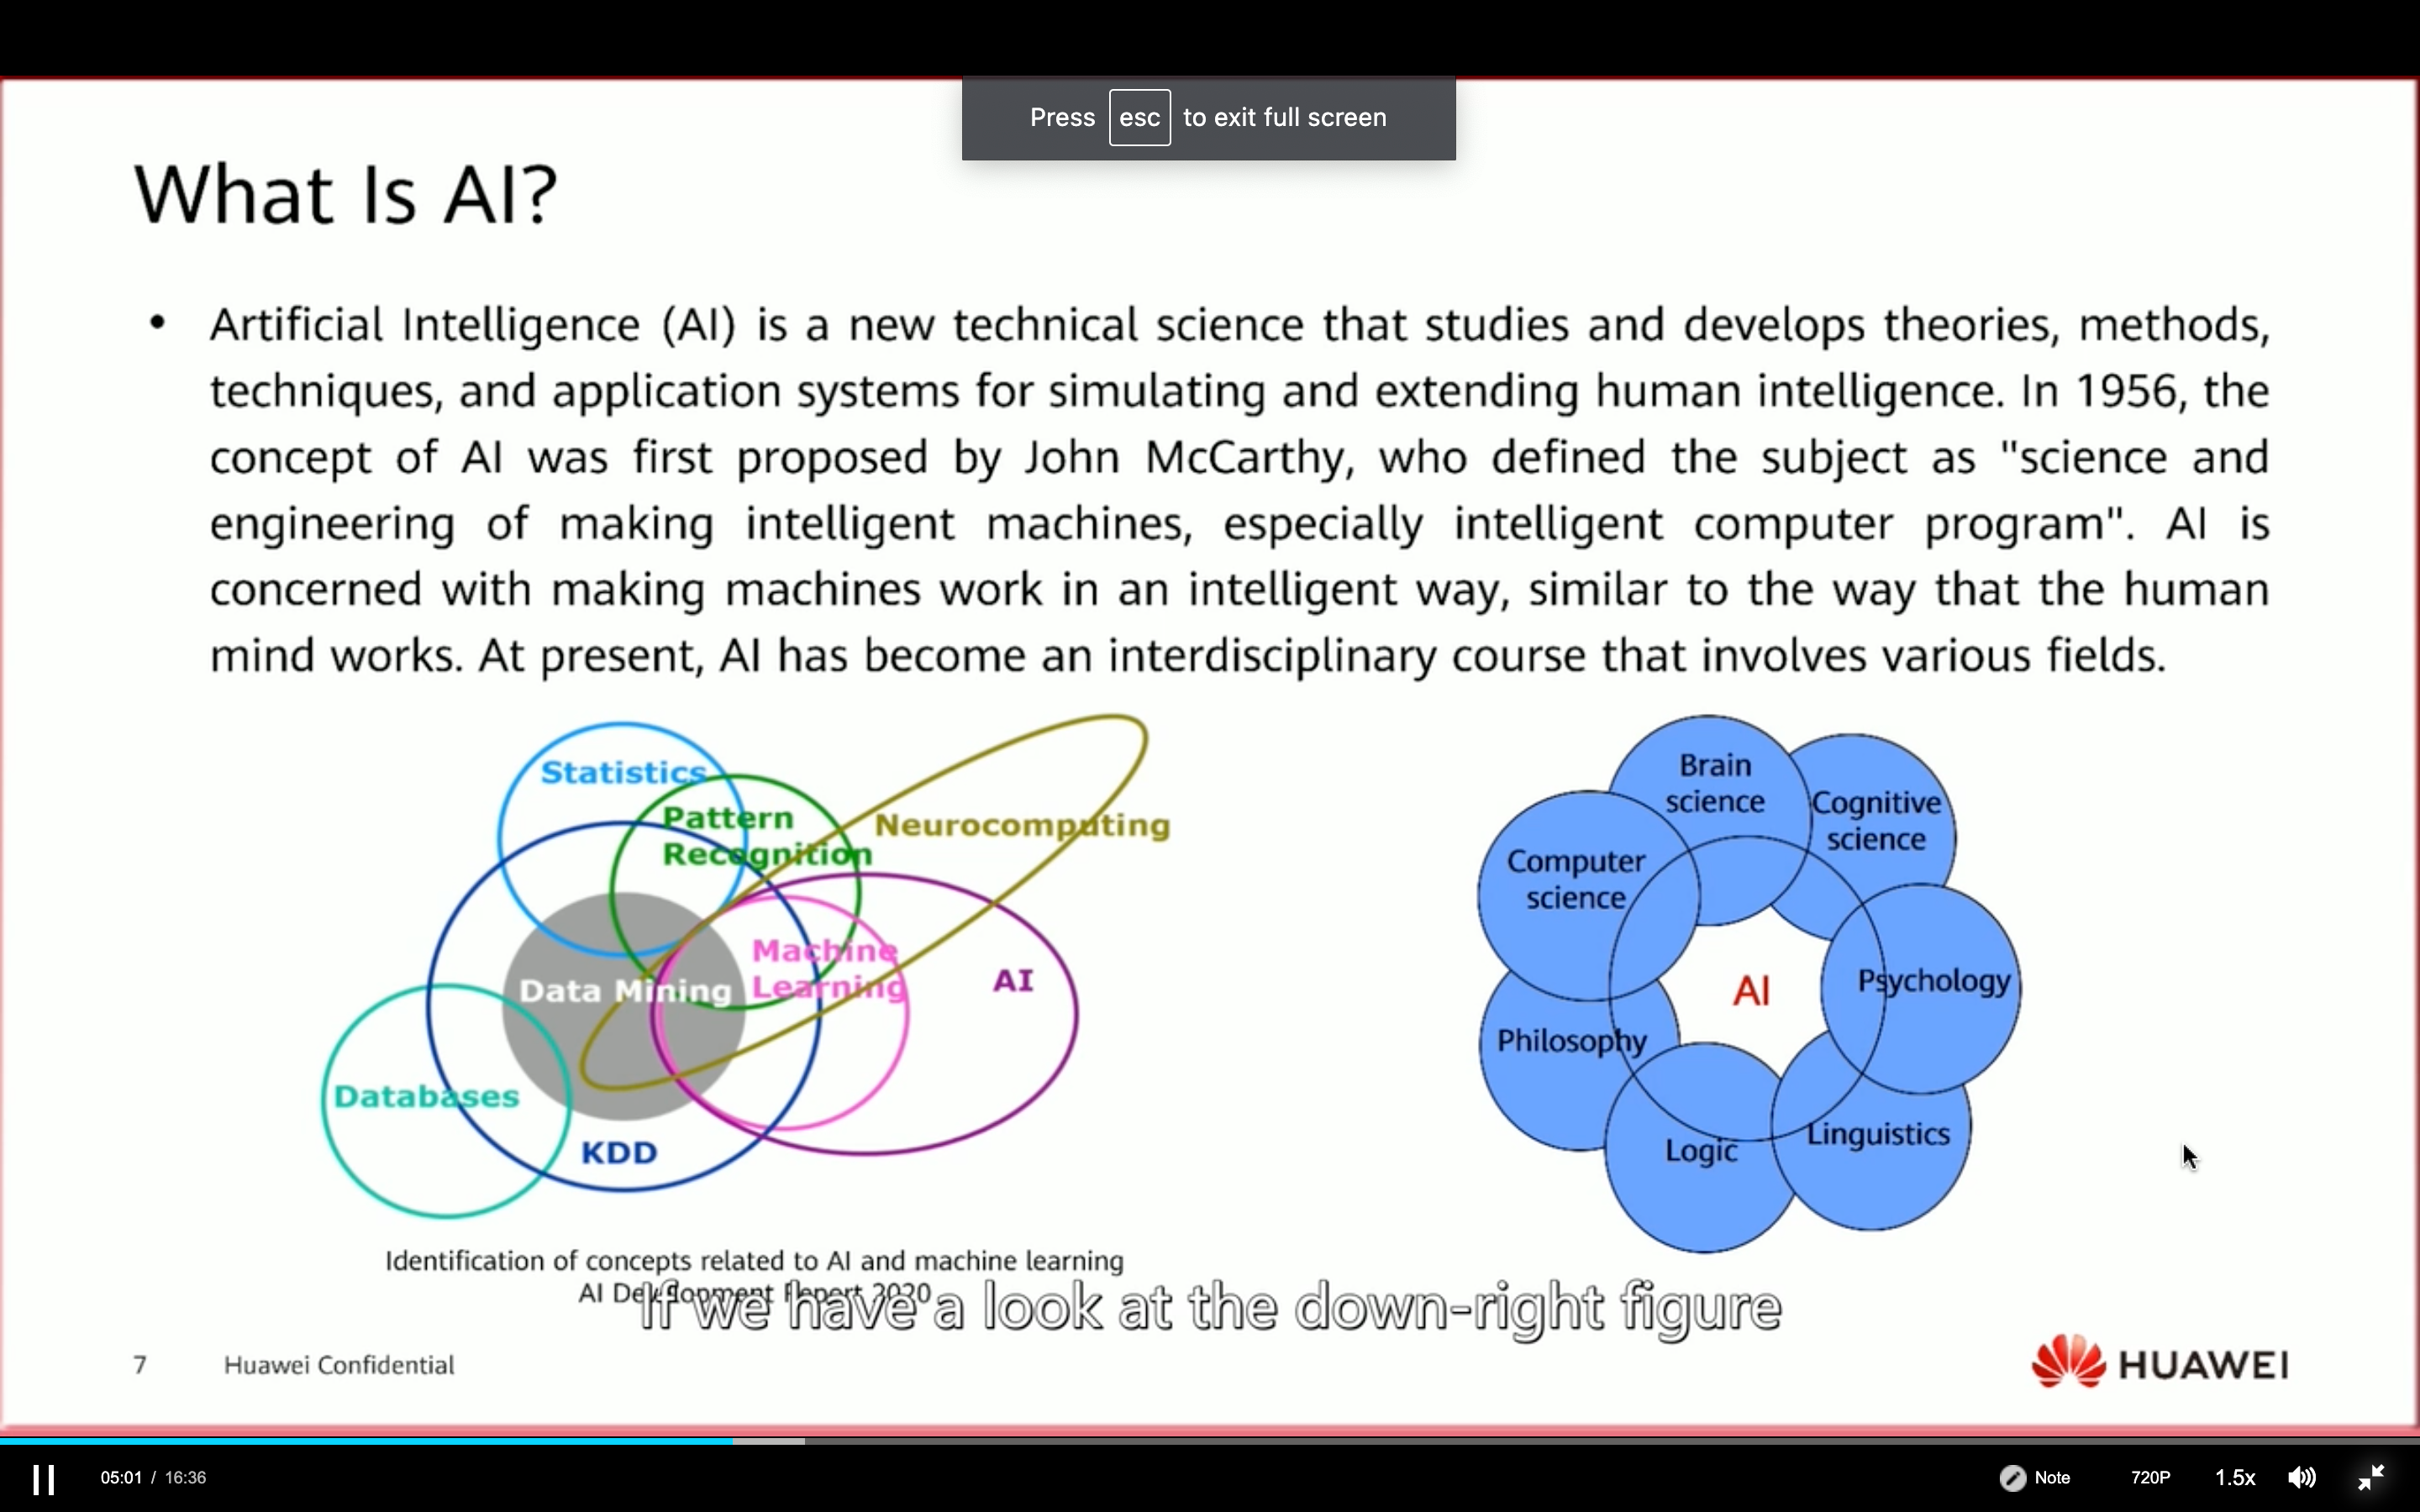 Press esc to exit full screen
What Is AI?
• Artificial Intelligence (AI) is a new technical science that studies and develops theories, methods,
techniques, and application systems for simulating and extending human intelligence. In 1956, the
concept of AI was first proposed by John McCarthy, who defined the subject as "science and
engineering of making intelligent machines, especially intelligent computer program". AI is
concerned with making machines work in an intelligent way, similar to the way that the human
mind works. At present, AI has become an interdisciplinary course that involves various fields.
Statistics
Pattern
Recognition
Neurocomputing
Data Mining
Machine
Learning
AI
Databases
KDD
Identification of concepts related to AI and machine learning
AI Development Report 2020
Brain
science
Cognitive
science
Computer
science
Psychology
AI
Philosophy
Logic
Linguistics
If we have a look at the down-right figure
7 Huawei Confidential
HUAWEI
05:01 / 16:36
Note
720P
1.5x